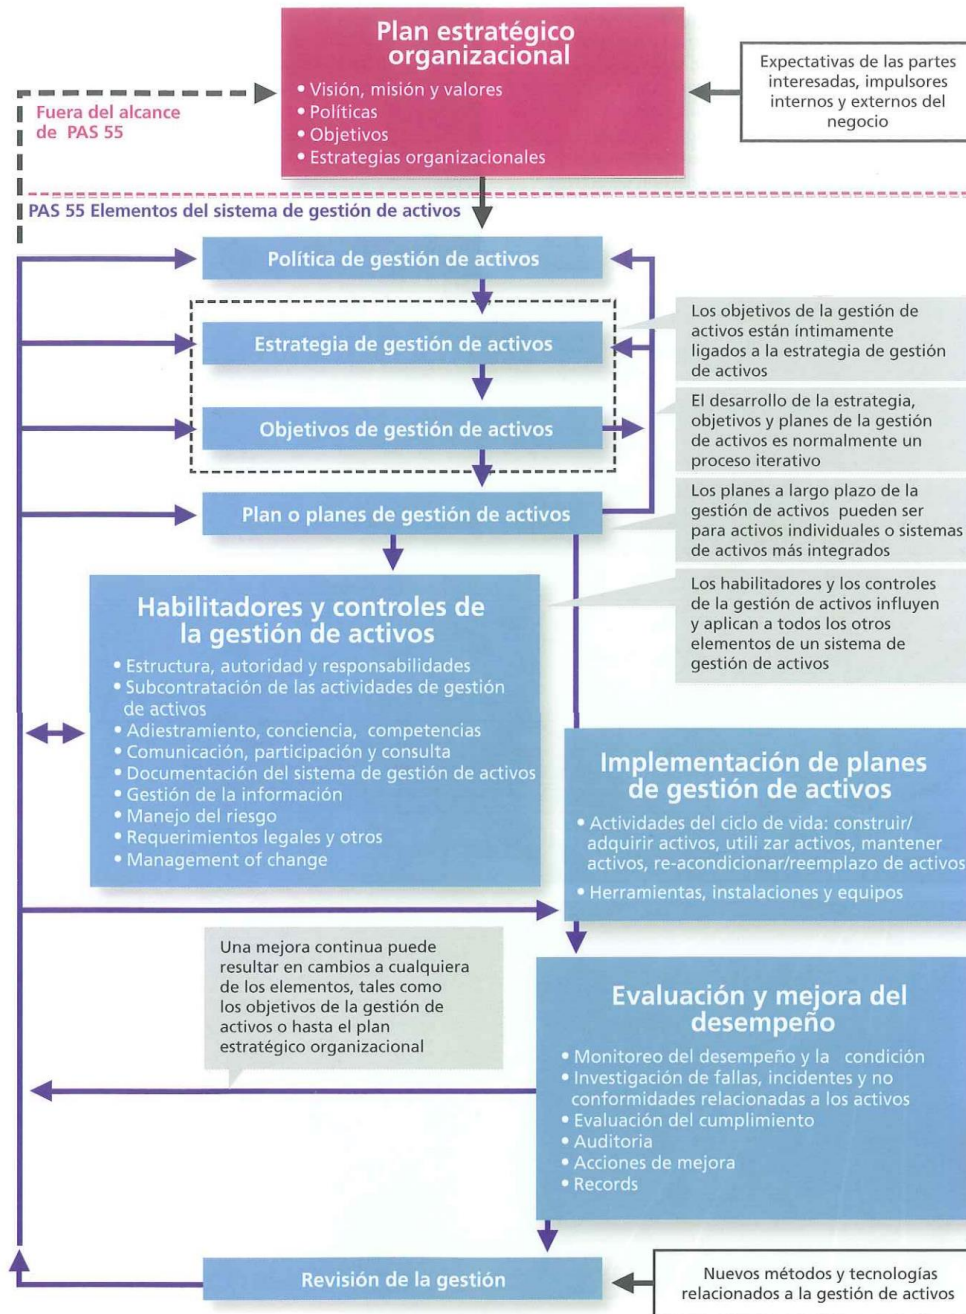 Plan estratégico
organizacional
• Visión, misión y valores
• Políticas
• Objetivos
• Estrategias organizacionales
Expectativas de las partes
interesadas, impulsores
internos y externos del
negocio
Fuera del alcance
de PAS 55
PAS 55 Elementos del sistema de gestión de activos
Política de gestión de activos
Estrategia de gestión de activos
Objetivos de gestión de activos
Plan o planes de gestión de activos
Los objetivos de la gestión de
activos están íntimamente
ligados a la estrategia de gestión
de activos
El desarrollo de la estrategia,
objetivos y planes de la gestión
de activos es normalmente un
proceso iterativo
Los planes a largo plazo de la
gestión de activos pueden ser
para activos individuales o sistemas
de activos más integrados
Los habilitadores y los controles
de la gestión de activos influyen
y aplican a todos los otros
elementos de un sistema de
gestión de activos
Habilitadores y controles de
la gestión de activos
• Estructura, autoridad y responsabilidades
• Subcontratación de las actividades de gestión
de activos
• Adiestramiento, conciencia, competencias
• Comunicación, participación y consulta
• Documentación del sistema de gestión de activos
• Gestión de la información
• Manejo del riesgo
• Requerimientos legales y otros
• Management of change
Implementación de planes
de gestión de activos
• Actividades del ciclo de vida: construir/
adquirir activos, utili zar activos, mantener
activos, re-acondicionar/reemplazo de activos
• Herramientas, instalaciones y equipos
Una mejora continua puede
resultar en cambios a cualquiera
de los elementos, tales como
los objetivos de la gestión de
activos o hasta el plan
estratégico organizacional
Evaluación y mejora del
desempeño
• Monitoreo del desempeño y la condición
• Investigación de fallas, incidentes y no
conformidades relacionadas a los activos
• Evaluación del cumplimiento
• Auditoria
• Acciones de mejora
• Records
Revisión de la gestión
Nuevos métodos y tecnologías
relacionados a la gestión de activos